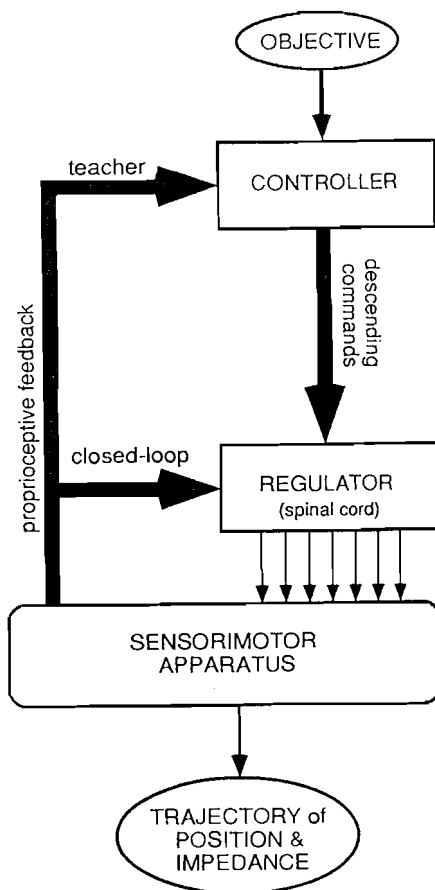 OBJECTIVE
teacher
CONTROLLER
descending
commands
proprioceptive feedback
closed-loop
REGULATOR
(spinal cord)
SENSORIMOTOR
APPARATUS
TRAJECTORY of
POSITION &
IMPEDANCE